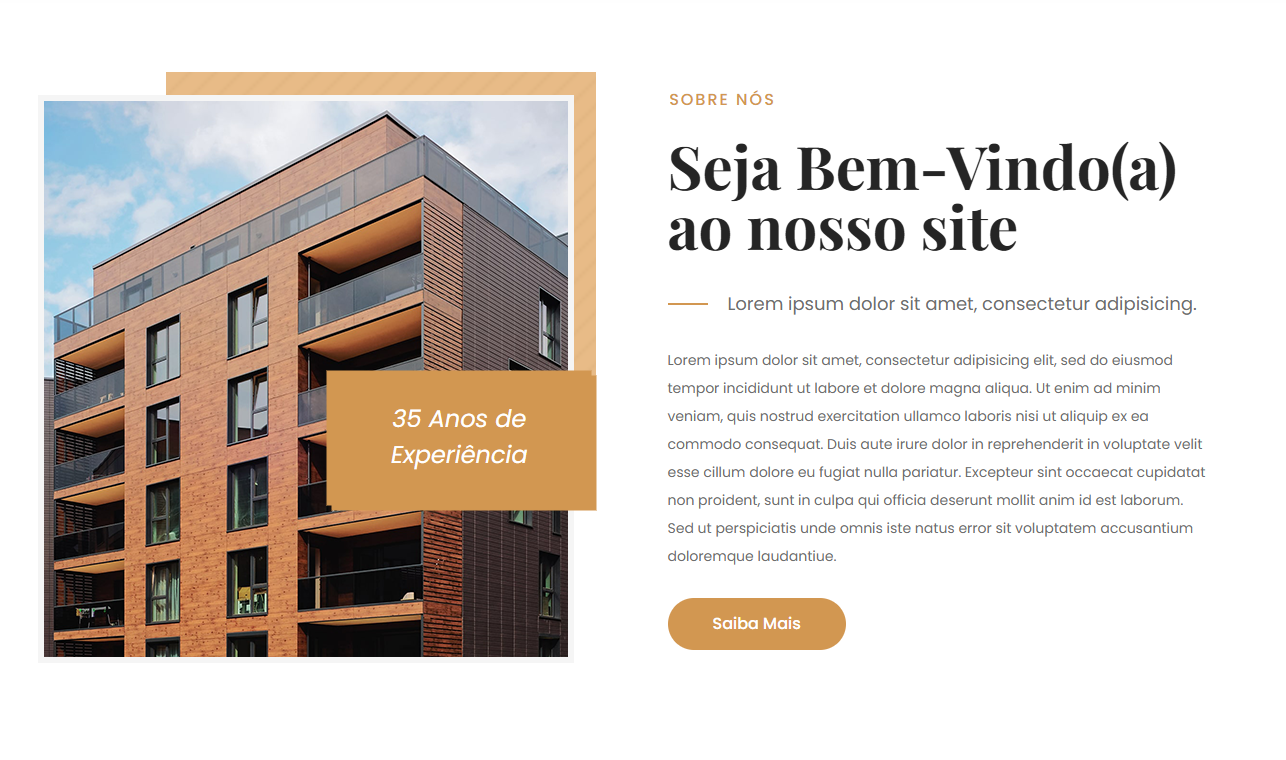 SOBRE NÓS
Seja Bem-Vindo(a)
ao nosso site
Lorem ipsum dolor sit amet, consectetur adipisicing.
Lorem ipsum dolor sit amet, consectetur adipisicing elit, sed do eiusmod
tempor incididunt ut labore et dolore magna aliqua. Ut enim ad minim
veniam, quis nostrud exercitation ullamco laboris nisi ut aliquip ex ea
commodo consequat. Duis aute irure dolor in reprehenderit in voluptate velit
esse cillum dolore eu fugiat nulla pariatur. Excepteur sint occaecat cupidatat
non proident, sunt in culpa qui officia deserunt mollit anim id est laborum.
Sed ut perspiciatis unde omnis iste natus error sit voluptatem accusantium
doloremque laudantiue.
Saiba Mais
35 Anos de
Experiência